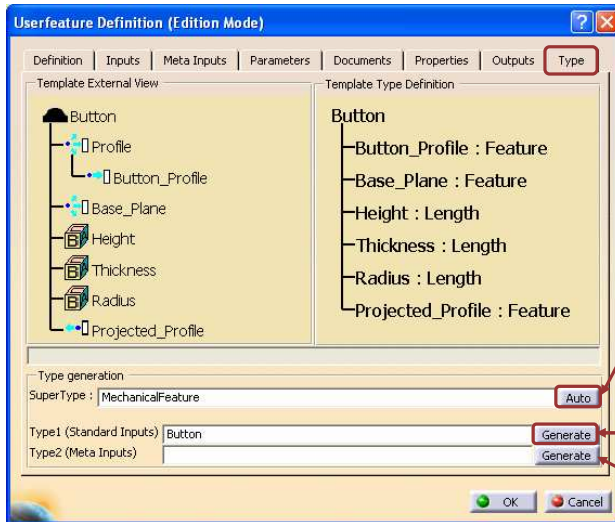 Userfeature Definition (Edition Mode)
Definition Inputs Meta Inputs Parameters Documents Properties Outputs Type
Template External View
Button
Profile
Button_Profile
Base_Plane
Height
Thickness
Radius
Projected_Profile
Template Type Definition
Button
Button_Profile : Feature
Base_Plane : Feature
Height : Length
Thickness : Length
Radius : Length
Projected_Profile : Feature
Type generation
SuperType : MechanicalFeature Auto
Type1 (Standard Inputs) Button Generate
Type2 (Meta Inputs) Generate
OK Cancel